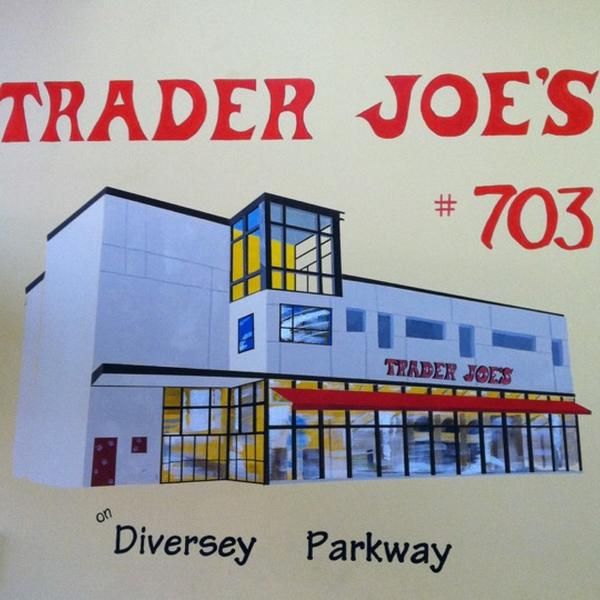 TRADER JOE'S
# 703
TRADER JOE'S
on
Diversey Parkway